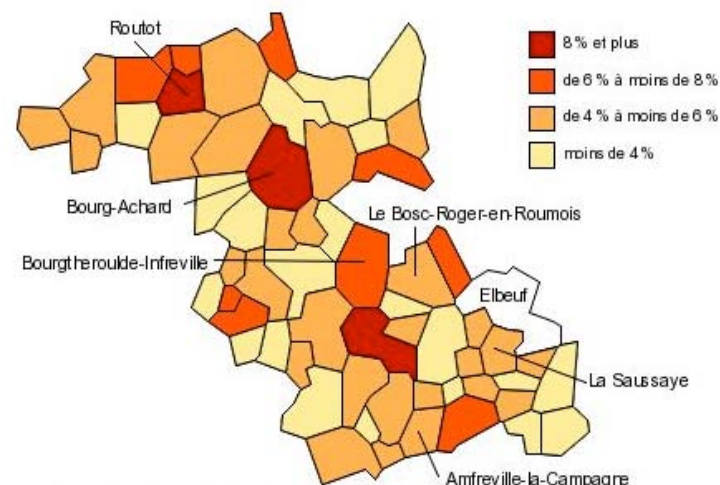 Routot
8% et plus
de 6% à moins de 8%
de 4% à moins de 6%
moins de 4%
Bourg-Achard
Le Bosc-Roger-en-Roumois
Bourgtheroulde-Infreville
Elbeuf
La Saussaye
Amfreville-la-Campagne